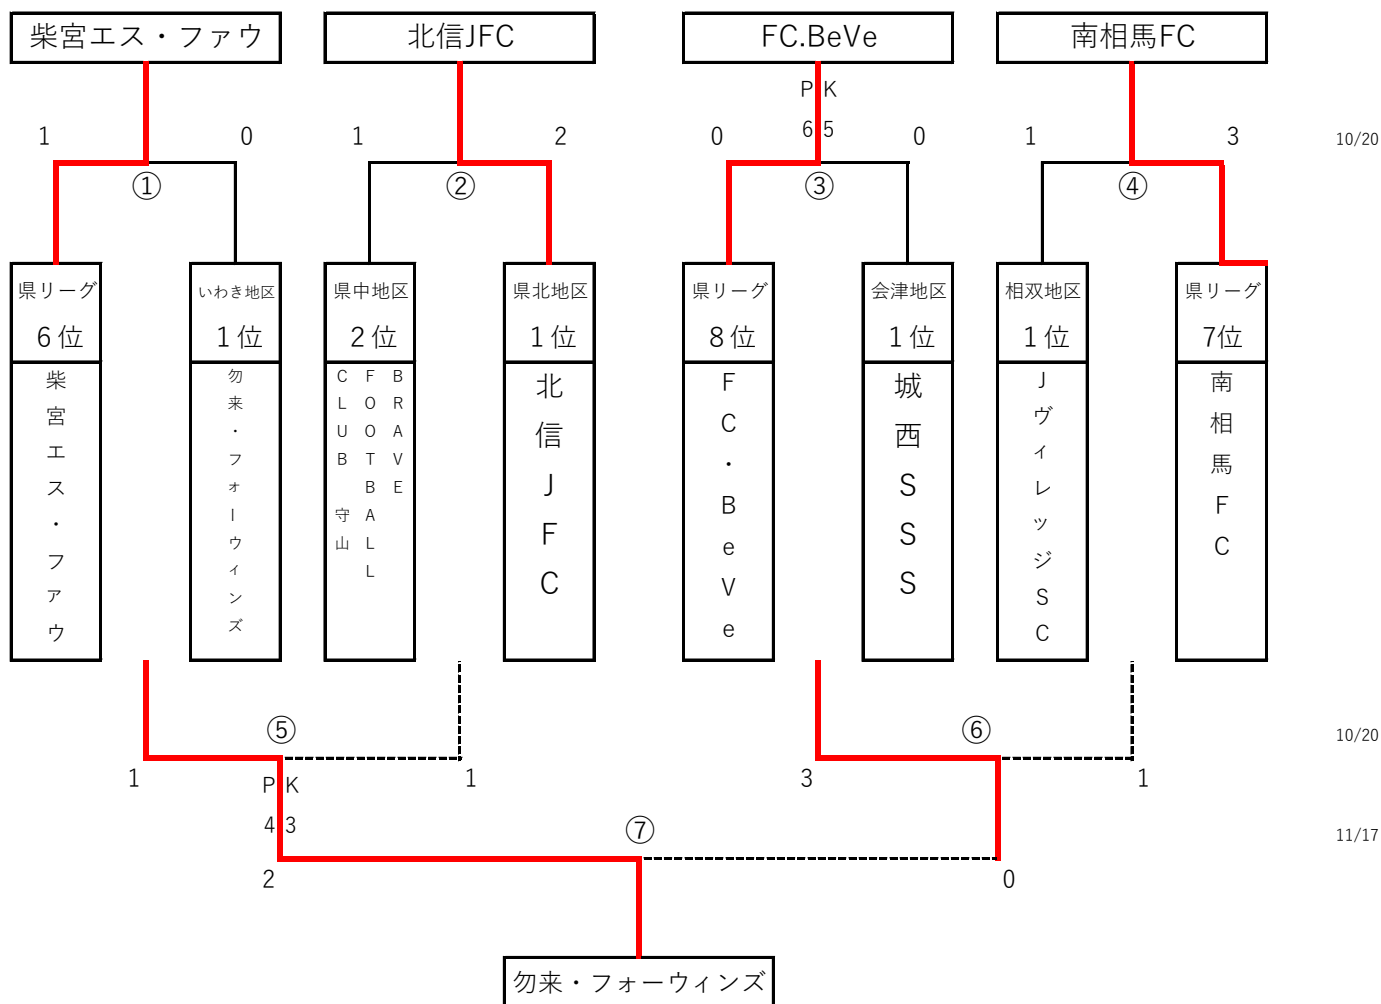 柴宮エス・ファウ
北信JFC
FC.BeVe
南相馬FC
PK
1
0
1
2
0
6 5
0
1
3
10/20
①
②
③
④
県リーグ
6位
いわき地区
1位
県中地区
2位
県北地区
1位
県リーグ
8位
会津地区
1位
相双地区
1位
県リーグ
7位
柴宮エス・ファウ
勿来・フォーウィンズ
BRAVE
FOOTBALL
CLUB 守山
北信JFC
FC・BeVe
城西SSS
JヴィレッジSC
南相馬FC
⑤
⑥
10/20
1
PK
1
3
1
4 3
⑦
11/17
2
0
勿来・フォーウィンズ